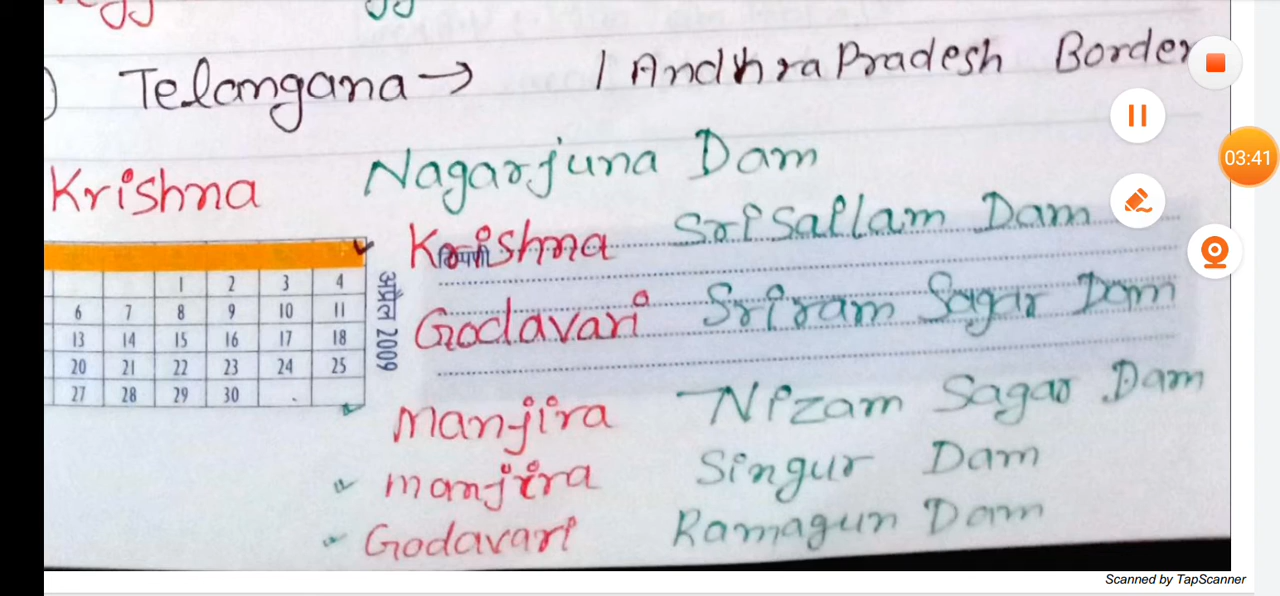 ) Telangana → / Andhra Pradesh Border
Krishna Nagarjuna Dam
Krishna Srisailam Dam
Godavari Sriram Sagar Dam
Manjira Nizam Sagar Dam
manjira Singur Dam
Godavari Ramagun Dam
1 2 3 4
6 7 8 9 10 11
13 14 15 16 17 18
20 21 22 23 24 25
27 28 29 30
अप्रैल 2009
टिप्पणी
03:41
Scanned by TapScanner